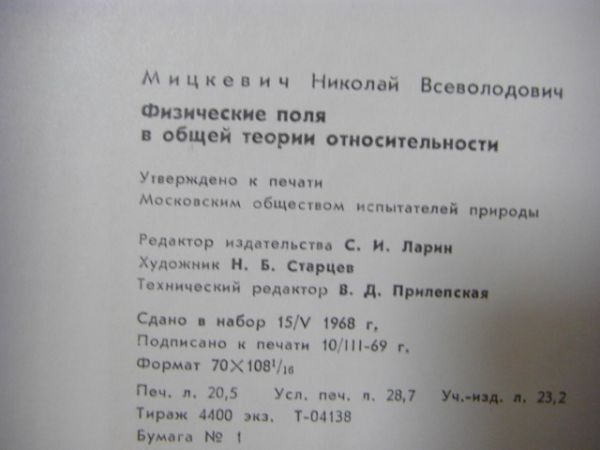 Мицкевич Николай Всеволодович
Физические поля
в общей теории относительности
Утверждено к печати
Московским обществом испытателей природы
Редактор издательства С. И. Ларин
Художник Н. Б. Старцев
Технический редактор В. Д. Прилепская
Сдано в набор 15/V 1968 г.
Подписано к печати 10/III-69 г.
Формат 70×108¹/₁₆
Печ. л. 20,5 Усл. печ. л. 28,7 Уч.-изд. л. 23,2
Тираж 4400 экз. Т-04138
Бумага № 1